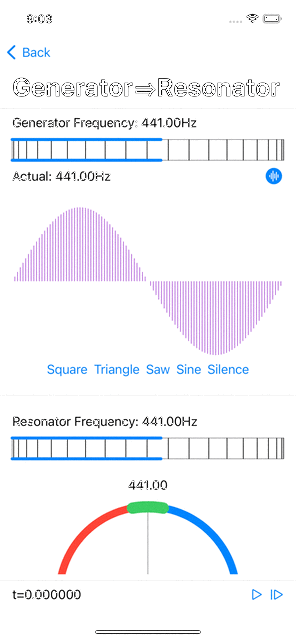 9:03
Back
Generator⇒Resonator
Generator Frequency: 441.00Hz
Actual: 441.00Hz
Square Triangle Saw Sine Silence
Resonator Frequency: 441.00Hz
441.00
t=0.000000